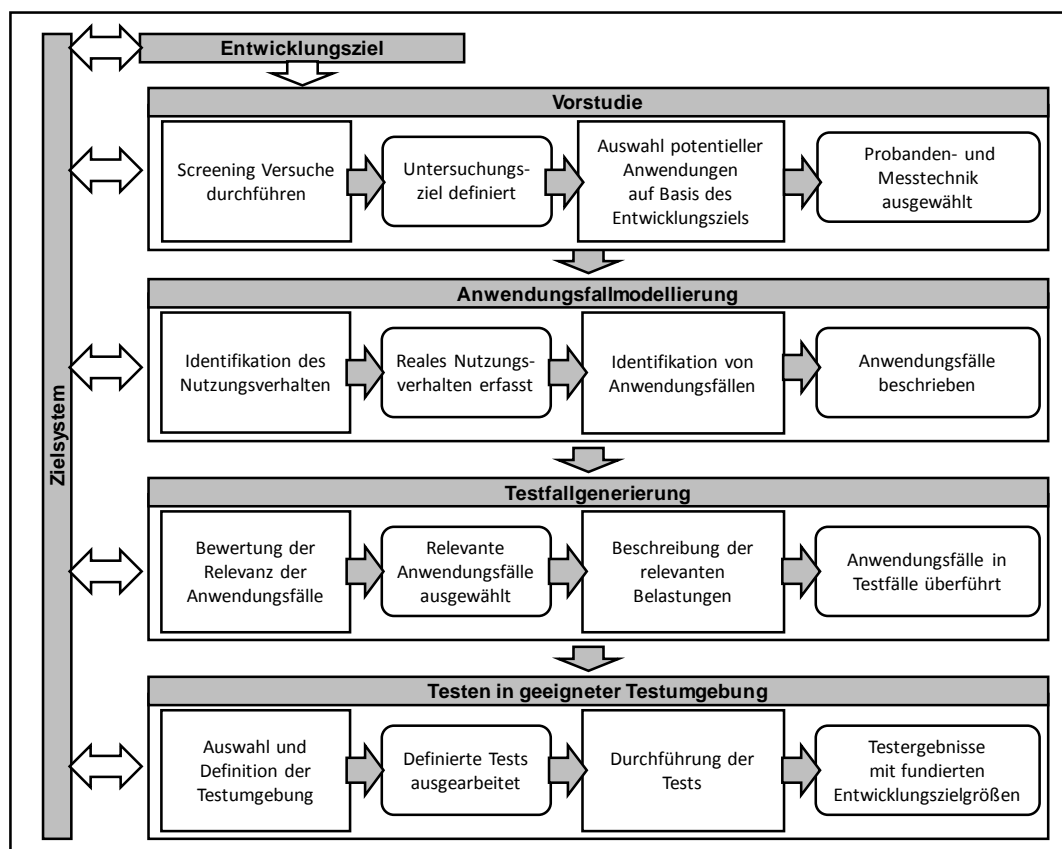 Zielsystem
Entwicklungsziel
Vorstudie
Screening Versuche
durchführen
Untersuchungs-
ziel definiert
Auswahl potentieller
Anwendungen
auf Basis des
Entwicklungsziels
Probanden- und
Messtechnik
ausgewählt
Anwendungsfallmodellierung
Identifikation des
Nutzungsverhalten
Reales Nutzungs-
verhalten erfasst
Identifikation von
Anwendungsfällen
Anwendungsfälle
beschrieben
Testfallgenerierung
Bewertung der
Relevanz der
Anwendungsfälle
Relevante
Anwendungsfälle
ausgewählt
Beschreibung der
relevanten
Belastungen
Anwendungsfälle in
Testfälle überführt
Testen in geeigneter Testumgebung
Auswahl und
Definition der
Testumgebung
Definierte Tests
ausgearbeitet
Durchführung der
Tests
Testergebnisse
mit fundierten
Entwicklungszielgrößen